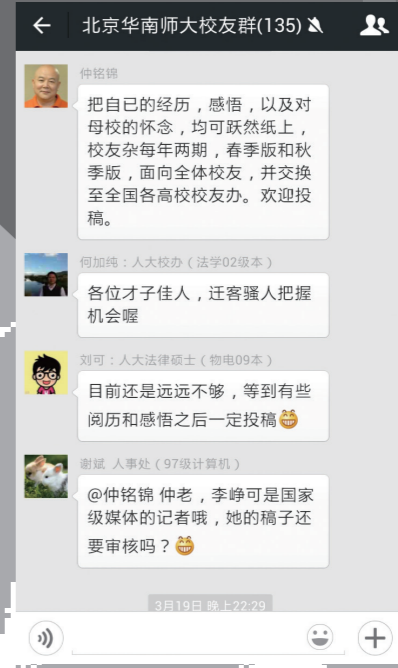 北京华南师大校友群(135)
仲铭锦
把自已的经历，感悟，以及对
母校的怀念，均可跃然纸上，
校友杂每年两期，春季版和秋
季版，面向全体校友，并交换
至全国各高校校友办。欢迎投
稿。
何加纯：人大校办（法学02级本）
各位才子佳人，迁客骚人把握
机会喔
刘可：人大法律硕士（物电09本）
目前还是远远不够，等到有些
阅历和感悟之后一定投稿😁
谢斌 人事处（97级计算机）
@仲铭锦 仲老，李峥可是国家
级媒体的记者哦，她的稿子还
要审核吗？😁
3月19日 晚上22:29